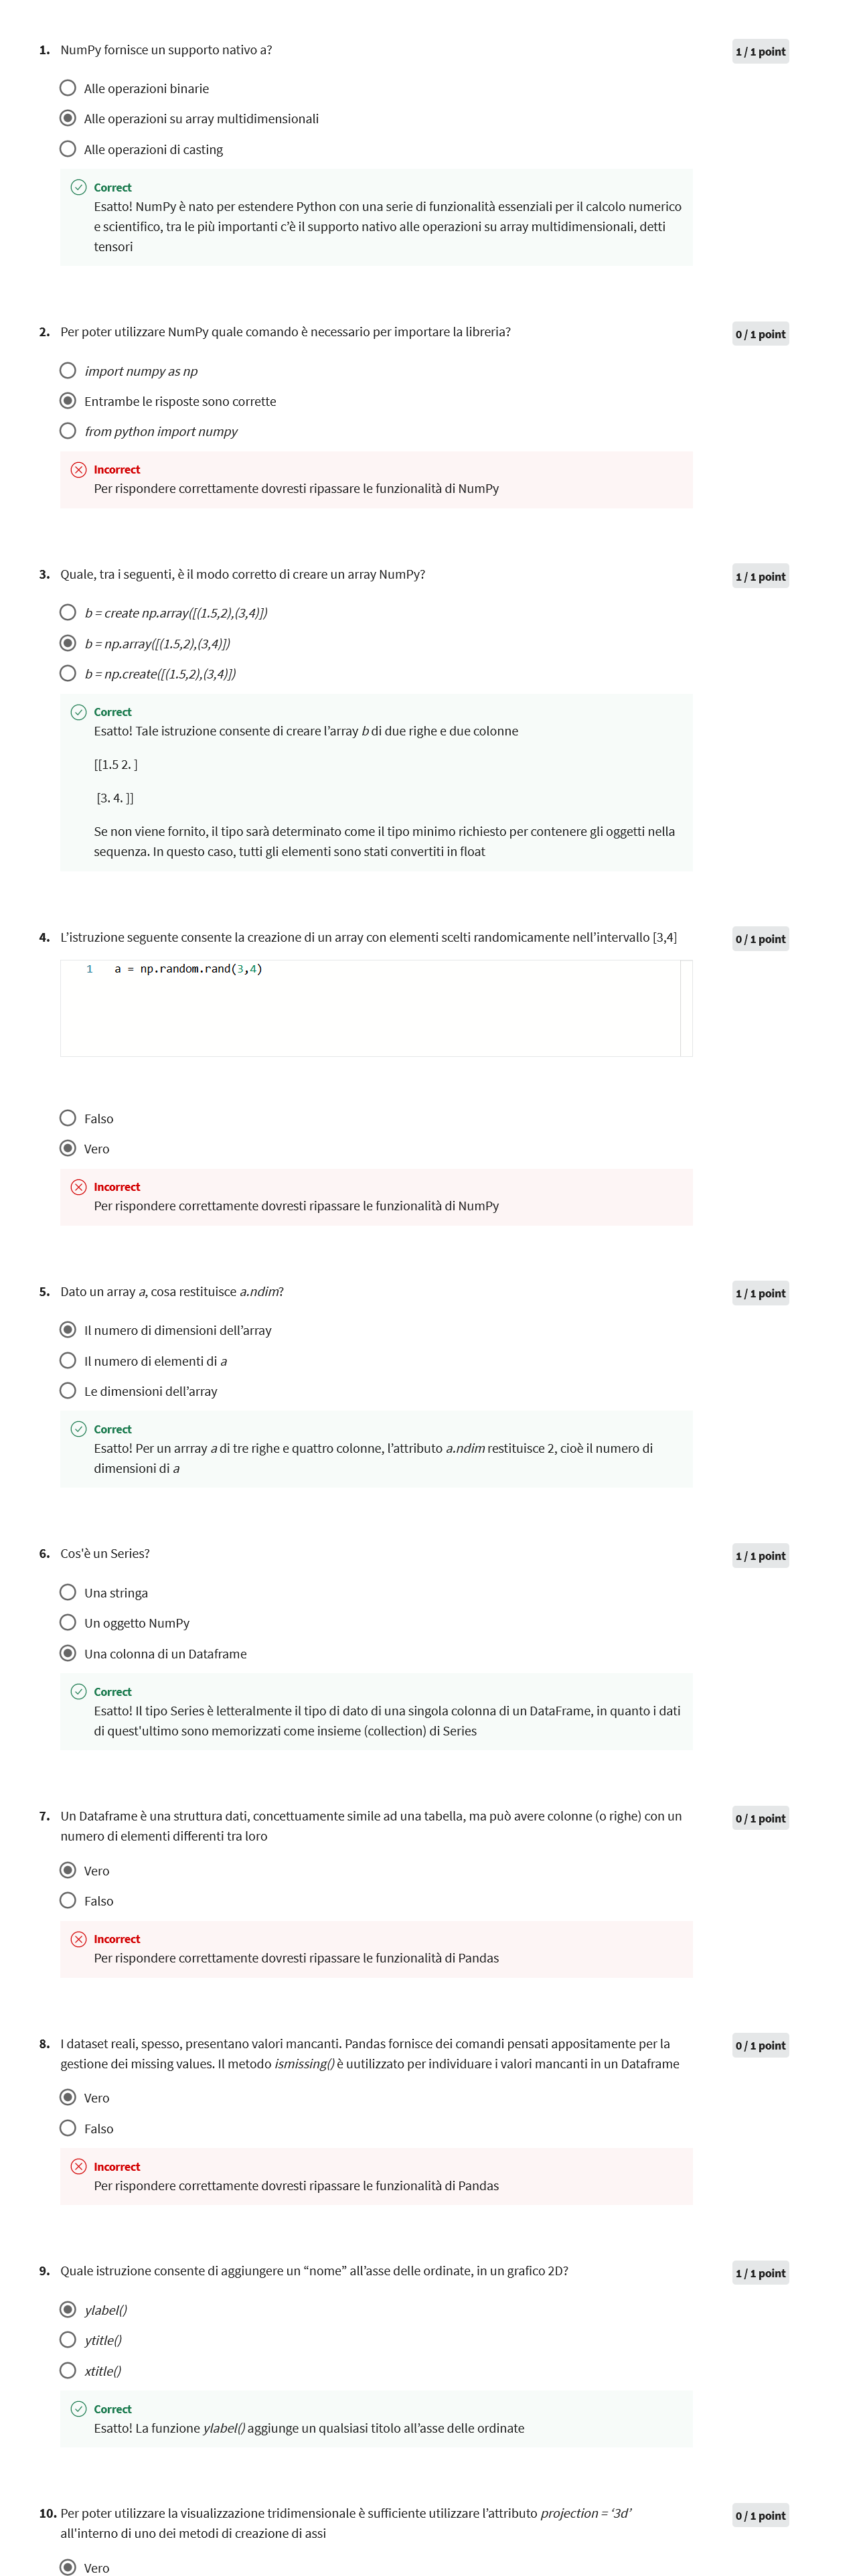 1. NumPy fornisce un supporto nativo a?
1 / 1 point
Alle operazioni binarie
Alle operazioni su array multidimensionali
Alle operazioni di casting
Correct
Esatto! NumPy è nato per estendere Python con una serie di funzionalità essenziali per il calcolo numerico
e scientifico, tra le più importanti c'è il supporto nativo alle operazioni su array multidimensionali, detti
tensori
2. Per poter utilizzare NumPy quale comando è necessario per importare la libreria?
0 / 1 point
import numpy as np
Entrambe le risposte sono corrette
from python import numpy
Incorrect
Per rispondere correttamente dovresti ripassare le funzionalità di NumPy
3. Quale, tra i seguenti, è il modo corretto di creare un array NumPy?
1 / 1 point
b = create np.array([(1.5,2),(3,4)])
b = np.array([(1.5,2),(3,4)])
b = np.create([(1.5,2),(3,4)])
Correct
Esatto! Tale istruzione consente di creare l'array b di due righe e due colonne
[[1.5 2. ]
[3. 4. ]]
Se non viene fornito, il tipo sarà determinato come il tipo minimo richiesto per contenere gli oggetti nella
sequenza. In questo caso, tutti gli elementi sono stati convertiti in float
4. L'istruzione seguente consente la creazione di un array con elementi scelti randomicamente nell'intervallo [3,4]
0 / 1 point
1 a = np.random.rand(3,4)
Falso
Vero
Incorrect
Per rispondere correttamente dovresti ripassare le funzionalità di NumPy
5. Dato un array a, cosa restituisce a.ndim?
1 / 1 point
Il numero di dimensioni dell'array
Il numero di elementi di a
Le dimensioni dell'array
Correct
Esatto! Per un arrray a di tre righe e quattro colonne, l'attributo a.ndim restituisce 2, cioè il numero di
dimensioni di a
6. Cos'è un Series?
1 / 1 point
Una stringa
Un oggetto NumPy
Una colonna di un Dataframe
Correct
Esatto! Il tipo Series è letteralmente il tipo di dato di una singola colonna di un DataFrame, in quanto i dati
di quest'ultimo sono memorizzati come insieme (collection) di Series
7. Un Dataframe è una struttura dati, concettuamente simile ad una tabella, ma può avere colonne (o righe) con un
numero di elementi differenti tra loro
0 / 1 point
Vero
Falso
Incorrect
Per rispondere correttamente dovresti ripassare le funzionalità di Pandas
8. I dataset reali, spesso, presentano valori mancanti. Pandas fornisce dei comandi pensati appositamente per la
gestione dei missing values. Il metodo ismissing() è uutilizzato per individuare i valori mancanti in un Dataframe
0 / 1 point
Vero
Falso
Incorrect
Per rispondere correttamente dovresti ripassare le funzionalità di Pandas
9. Quale istruzione consente di aggiungere un “nome” all'asse delle ordinate, in un grafico 2D?
1 / 1 point
ylabel()
ytitle()
xtitle()
Correct
Esatto! La funzione ylabel() aggiunge un qualsiasi titolo all'asse delle ordinate
10. Per poter utilizzare la visualizzazione tridimensionale è sufficiente utilizzare l'attributo projection = ‘3d’
all'interno di uno dei metodi di creazione di assi
0 / 1 point
Vero